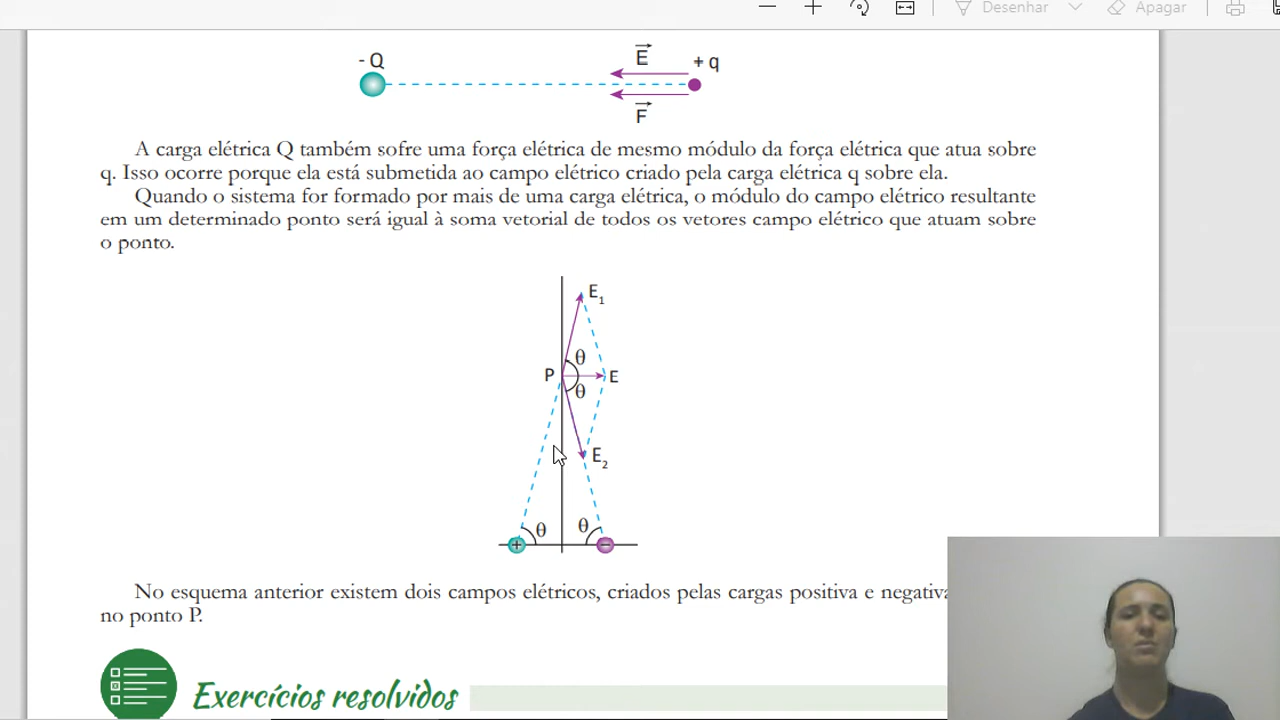 Desenhar
Apagar
- Q
E
+ q
F
A carga elétrica Q também sofre uma força elétrica de mesmo módulo da força elétrica que atua sobre
q. Isso ocorre porque ela está submetida ao campo elétrico criado pela carga elétrica q sobre ela.
Quando o sistema for formado por mais de uma carga elétrica, o módulo do campo elétrico resultante
em um determinado ponto será igual à soma vetorial de todos os vetores campo elétrico que atuam sobre
o ponto.
E1
θ
P
E
θ
E2
θ
θ
+
−
No esquema anterior existem dois campos elétricos, criados pelas cargas positiva e negativa
no ponto P.
Exercícios resolvidos